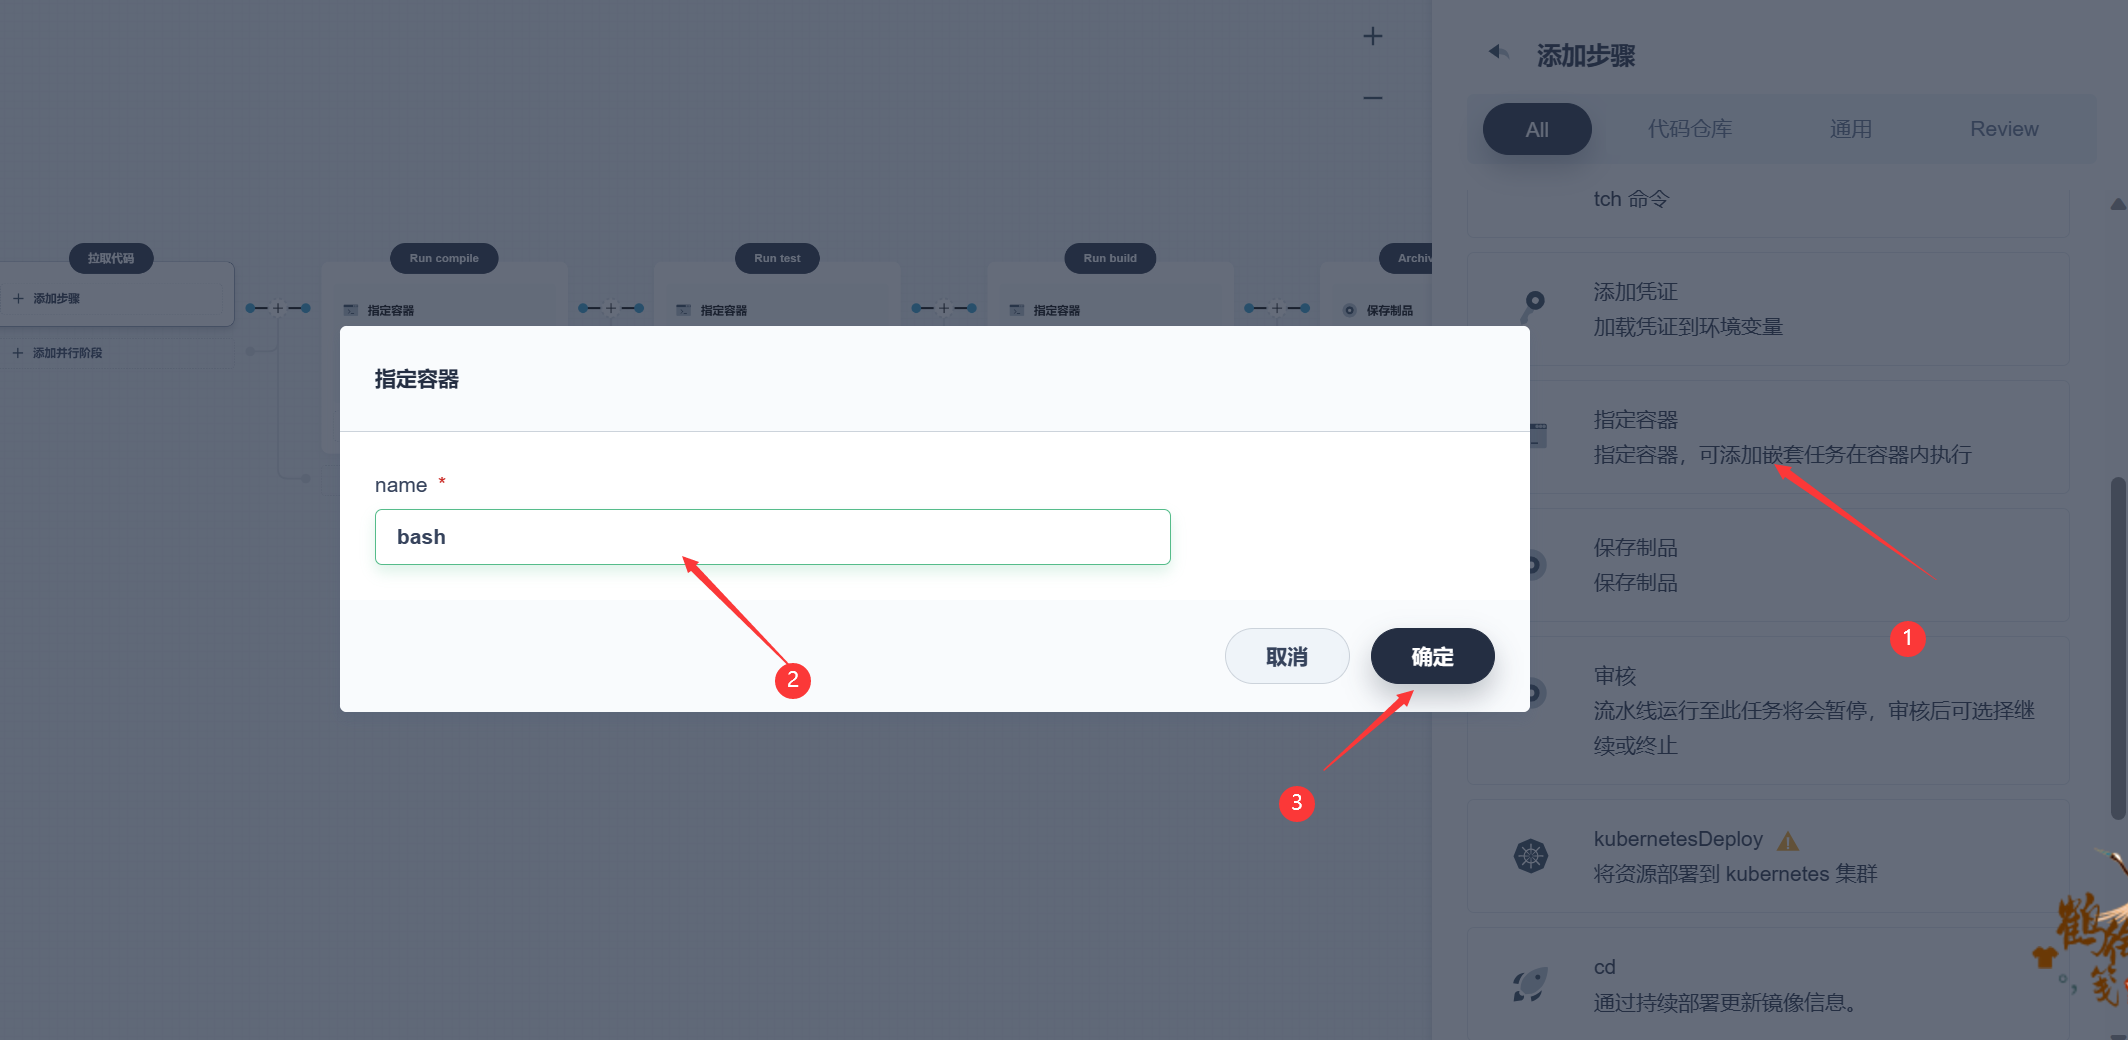 添加步骤
All
代码仓库
通用
Review
tch 命令
添加凭证
加载凭证到环境变量
指定容器
指定容器，可添加嵌套任务在容器内执行
保存制品
保存制品
审核
流水线运行至此任务将会暂停，审核后可选择继
续或终止
kubernetesDeploy
将资源部署到 kubernetes 集群
cd
通过持续部署更新镜像信息。
拉取代码
添加步骤
添加并行阶段
Run compile
指定容器
Run test
指定容器
Run build
指定容器
Archiv
保存制品
指定容器
name *
bash
取消
确定
1
2
3